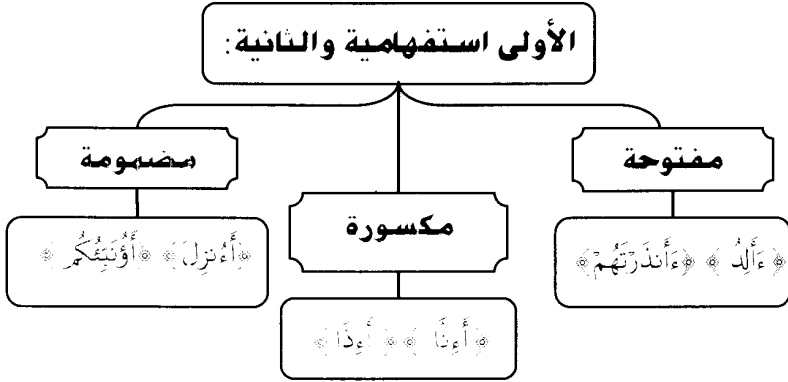 الأولى استفهامية والثانية:
مفتوحة
﴿ءَأَلِدُ﴾ ﴿ءَأَنذَرْتَهُمْ﴾
مكسورة
﴿أَءِنَّا﴾ ﴿أَءِذَا﴾
مضمومة
﴿أَءُنزِلَ﴾ ﴿أَؤُنَبِّئُكُم﴾